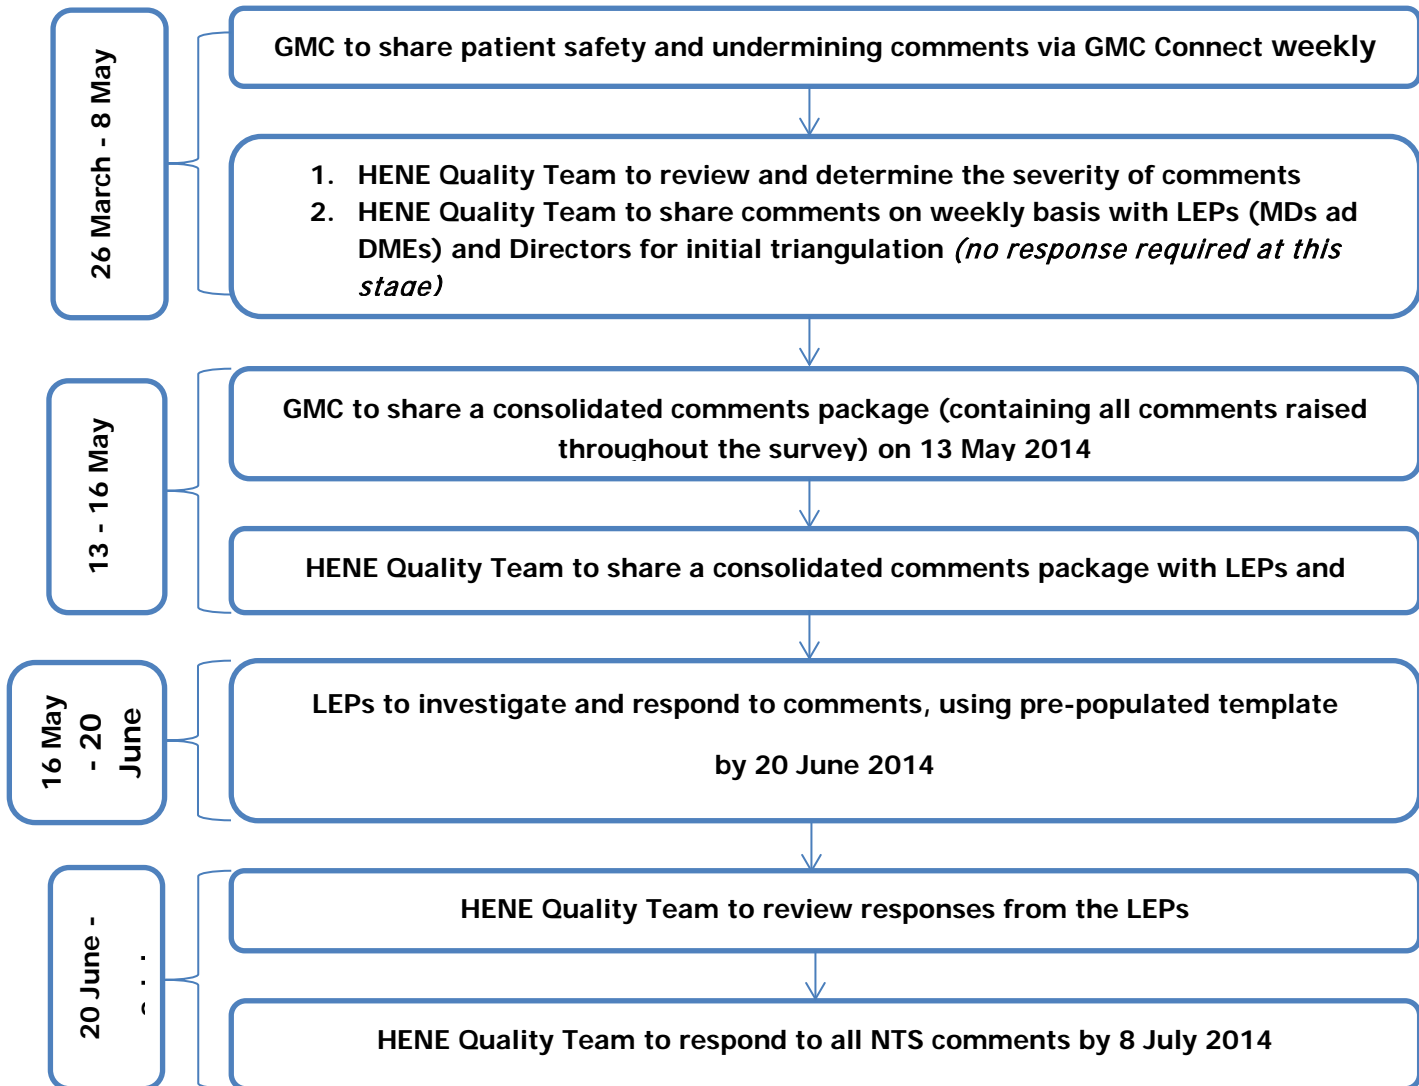 26 March - 8 May
GMC to share patient safety and undermining comments via GMC Connect weekly
1. HENE Quality Team to review and determine the severity of comments
2. HENE Quality Team to share comments on weekly basis with LEPs (MDs ad
DMEs) and Directors for initial triangulation (no response required at this
stage)
13 - 16 May
GMC to share a consolidated comments package (containing all comments raised
throughout the survey) on 13 May 2014
HENE Quality Team to share a consolidated comments package with LEPs and
16 May
- 20
June
LEPs to investigate and respond to comments, using pre-populated template
by 20 June 2014
20 June -
HENE Quality Team to review responses from the LEPs
HENE Quality Team to respond to all NTS comments by 8 July 2014